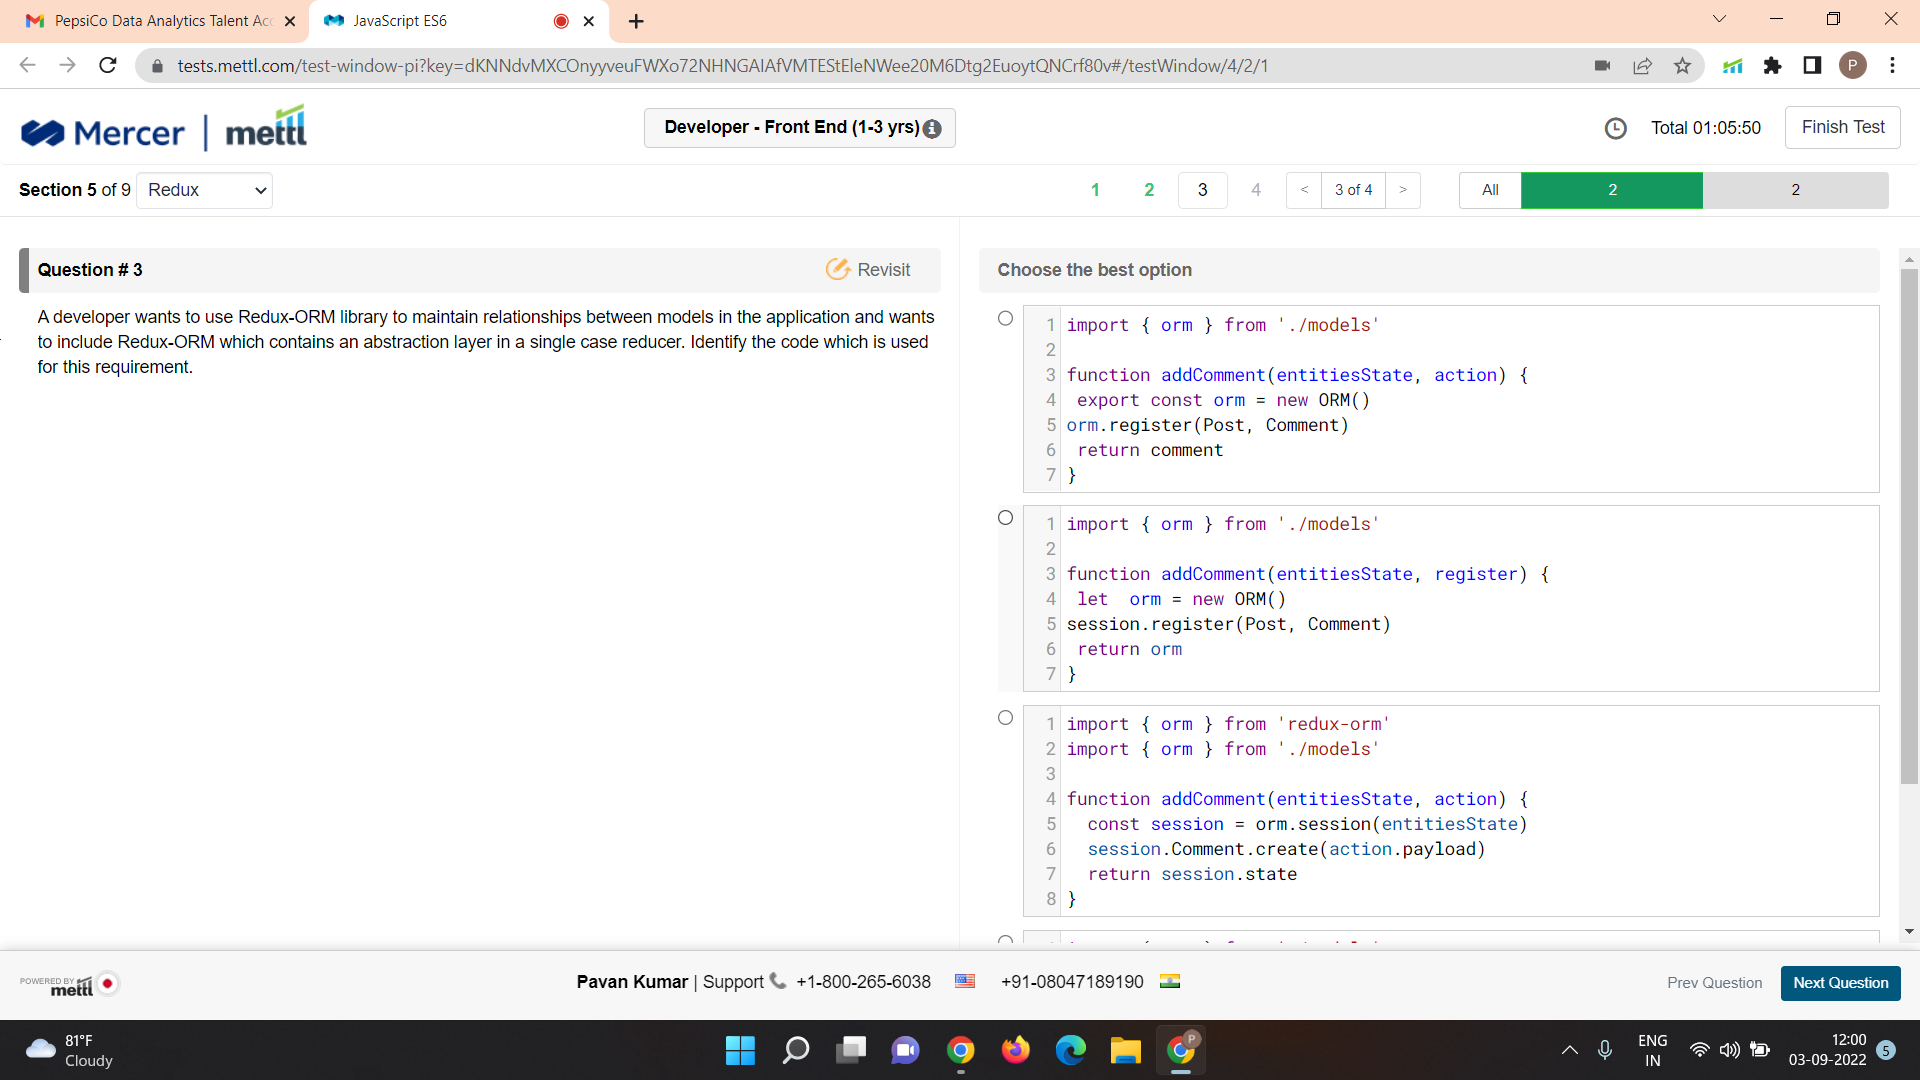 PepsiCo Data Analytics Talent Acc
JavaScript ES6
tests.mettl.com/test-window-pi?key=dKNNdvMXCOnyyveuFWXo72NHNGAIAfVMTEStEleNWee20M6Dtg2EuoytQNCrf80v#/testWindow/4/2/1
P
Mercer | mettl
Developer - Front End (1-3 yrs)
Total 01:05:50
Finish Test
Section 5 of 9
Redux
1 2 3 4 < 3 of 4 > All 2 2
Question # 3
Revisit
A developer wants to use Redux-ORM library to maintain relationships between models in the application and wants
to include Redux-ORM which contains an abstraction layer in a single case reducer. Identify the code which is used
for this requirement.
Choose the best option
1 import { orm } from './models'
2
3 function addComment(entitiesState, action) {
4  export const orm = new ORM()
5 orm.register(Post, Comment)
6  return comment
7 }
1 import { orm } from './models'
2
3 function addComment(entitiesState, register) {
4  let  orm = new ORM()
5 session.register(Post, Comment)
6  return orm
7 }
1 import { orm } from 'redux-orm'
2 import { orm } from './models'
3
4 function addComment(entitiesState, action) {
5   const session = orm.session(entitiesState)
6   session.Comment.create(action.payload)
7   return session.state
8 }
POWERED BY
mettl
Pavan Kumar | Support +1-800-265-6038 +91-08047189190
Prev Question
Next Question
81°F
Cloudy
P
ENG
IN
12:00
03-09-2022
5